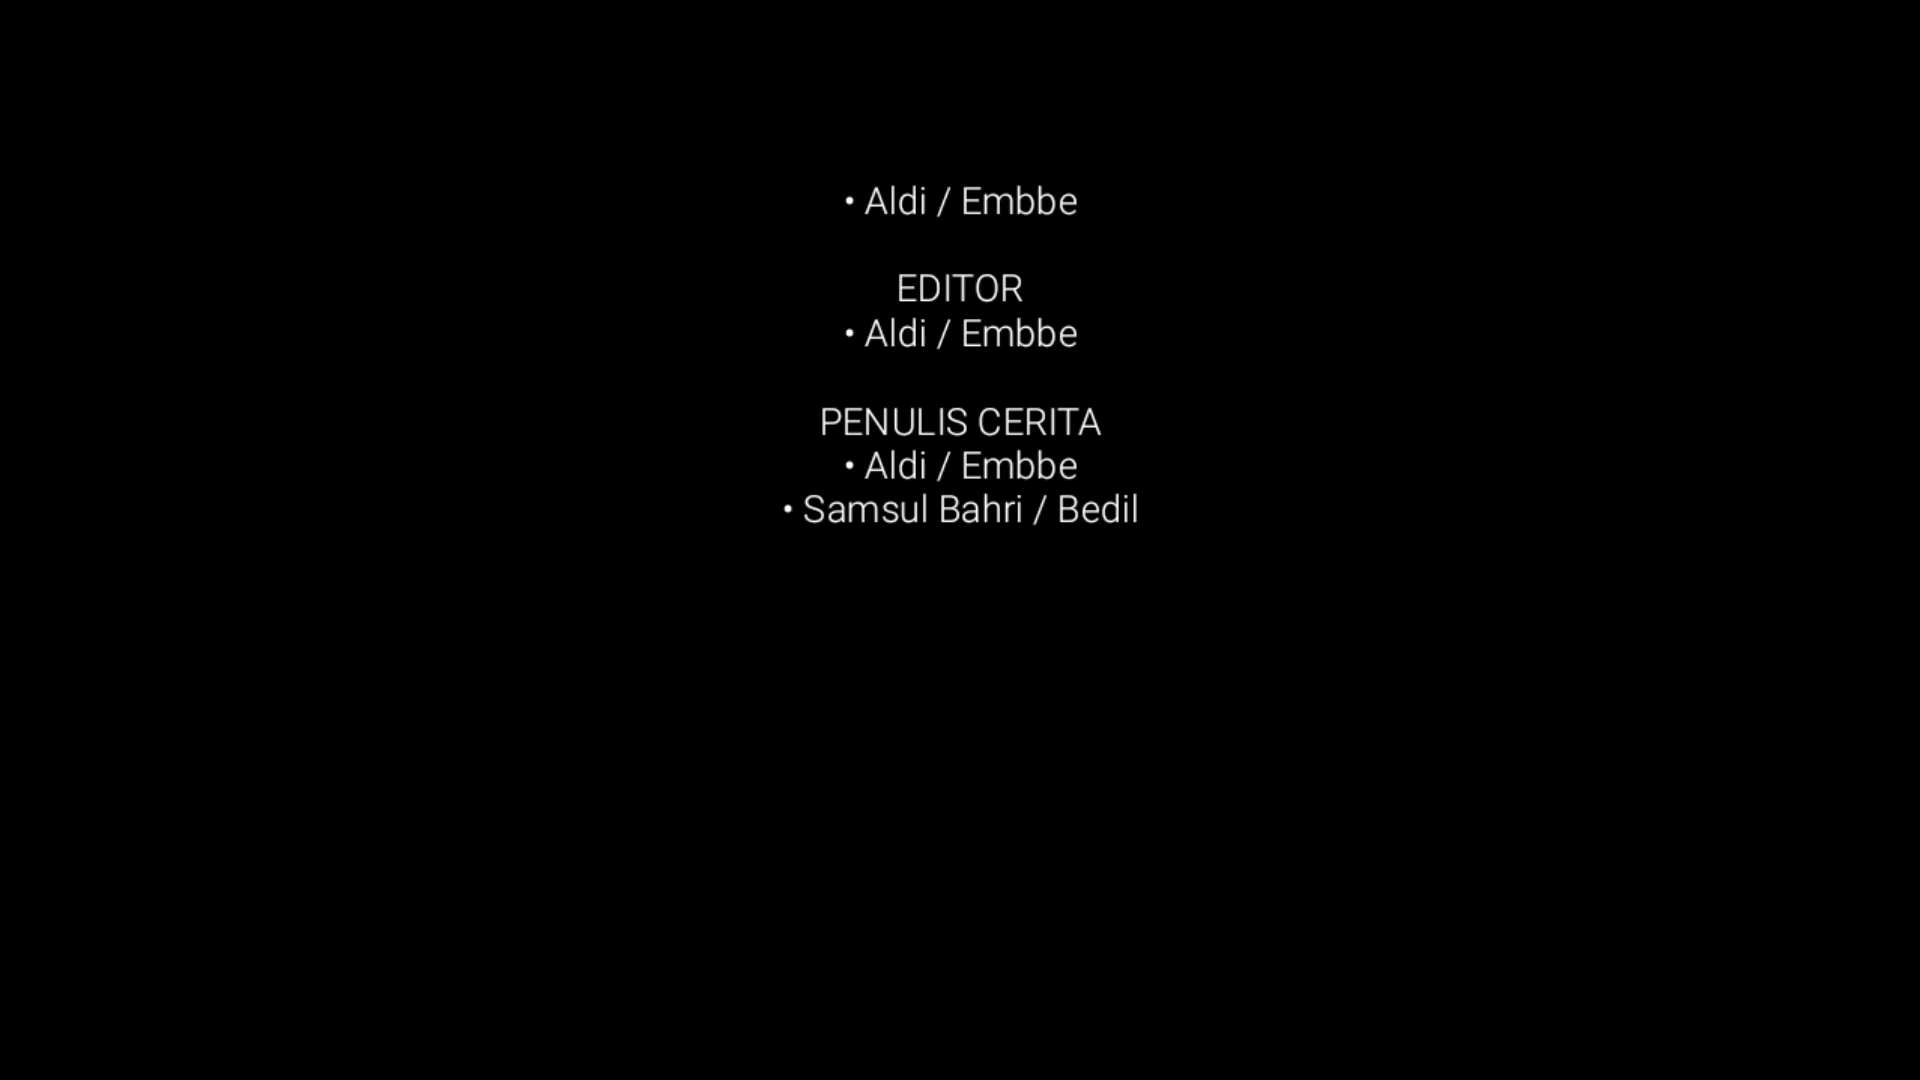 • Aldi / Embbe
EDITOR
• Aldi / Embbe
PENULIS CERITA
• Aldi / Embbe
• Samsul Bahri / Bedil